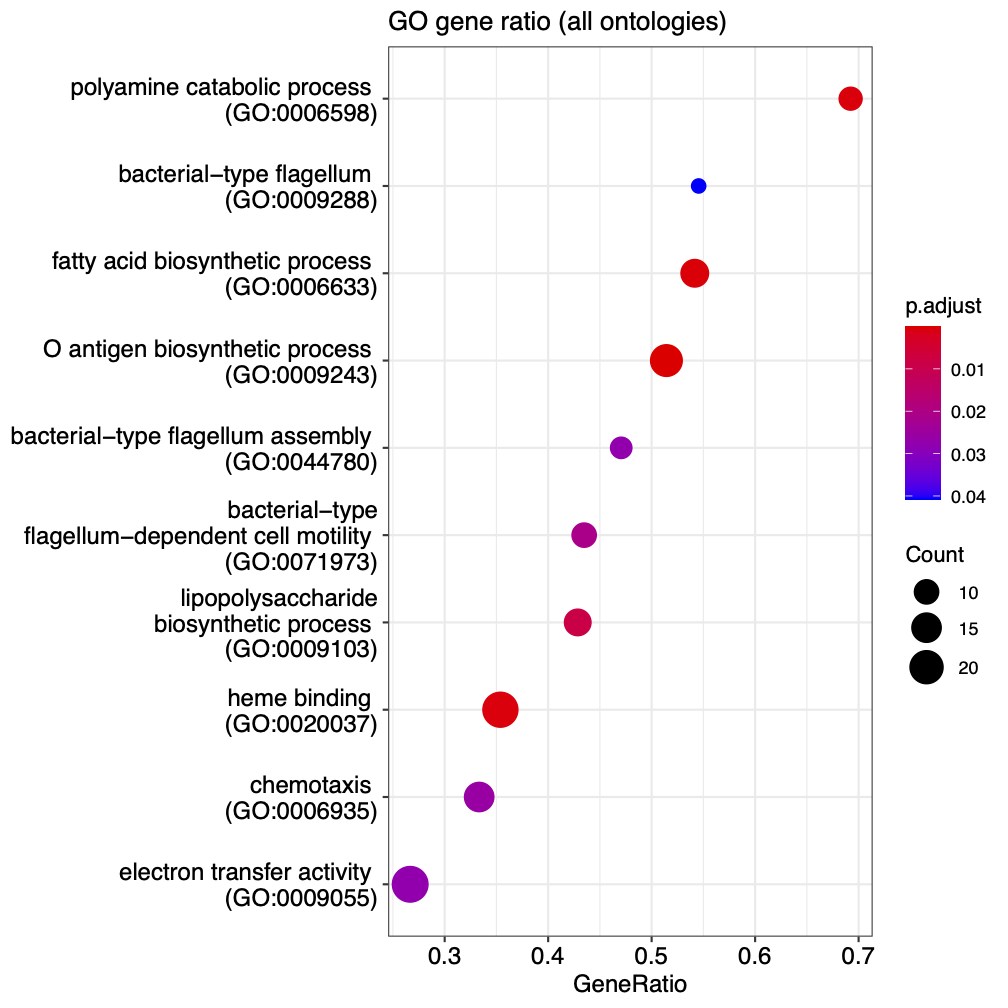 GO gene ratio (all ontologies)
polyamine catabolic process
(GO:0006598)
bacterial−type flagellum
(GO:0009288)
fatty acid biosynthetic process
(GO:0006633)
O antigen biosynthetic process
(GO:0009243)
bacterial−type flagellum assembly
(GO:0044780)
bacterial−type
flagellum−dependent cell motility
(GO:0071973)
lipopolysaccharide
biosynthetic process
(GO:0009103)
heme binding
(GO:0020037)
chemotaxis
(GO:0006935)
electron transfer activity
(GO:0009055)
0.3 0.4 0.5 0.6 0.7
GeneRatio
p.adjust
0.01
0.02
0.03
0.04
Count
10
15
20